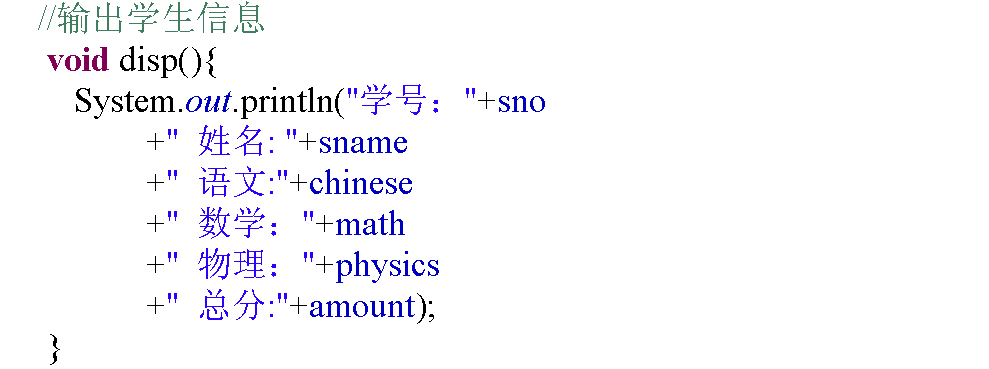 //输出学生信息
void disp(){
System.out.println("学号："+sno
+" 姓名: "+sname
+" 语文:"+chinese
+" 数学："+math
+" 物理："+physics
+" 总分:"+amount);
}